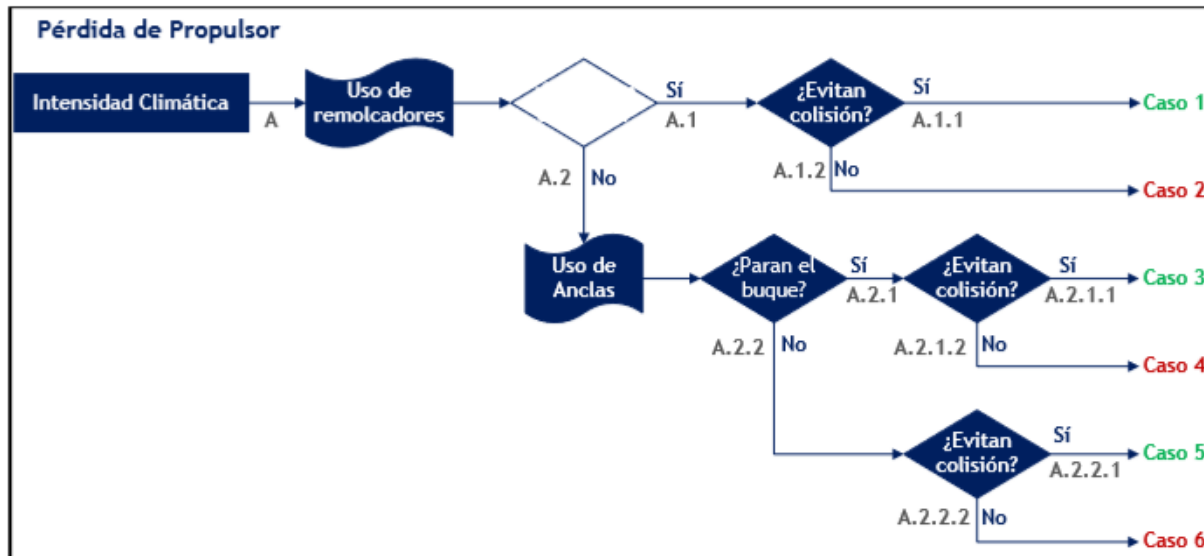 Pérdida de Propulsor
Intensidad Climática
A
Uso de
remolcadores
Sí
A.1
¿Evitan
colisión?
Sí
A.1.1
Caso 1
A.1.2
No
Caso 2
A.2
No
Uso de
Anclas
¿Paran el
buque?
Sí
A.2.1
¿Evitan
colisión?
Sí
A.2.1.1
Caso 3
A.2.2
No
A.2.1.2
No
Caso 4
¿Evitan
colisión?
Sí
A.2.2.1
Caso 5
A.2.2.2
No
Caso 6